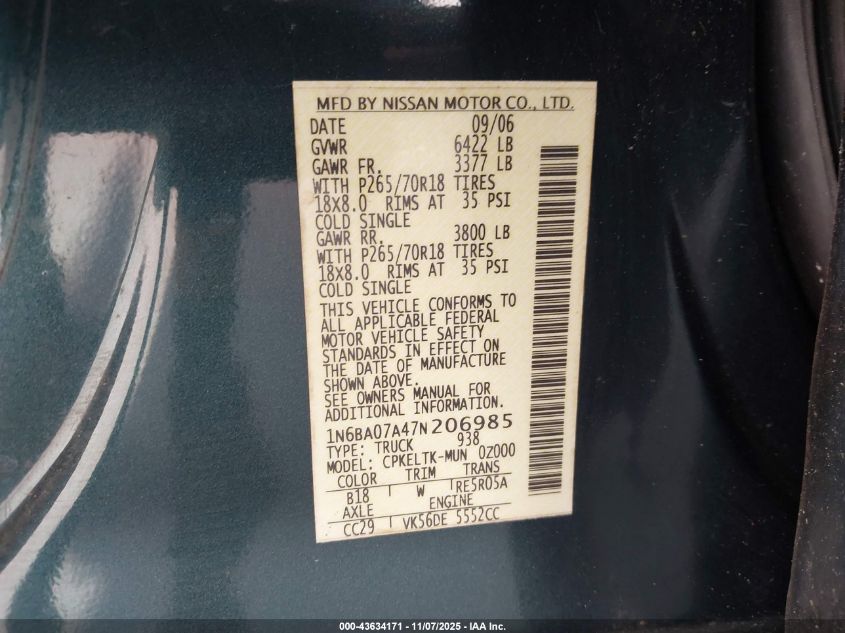 MFD BY NISSAN MOTOR CO., LTD.
DATE 09/06
GVWR 6422 LB
GAWR FR. 3377 LB
WITH P265/70R18 TIRES
18X8.0 RIMS AT 35 PSI
COLD SINGLE
GAWR RR. 3800 LB
WITH P265/70R18 TIRES
18X8.0 RIMS AT 35 PSI
COLD SINGLE
THIS VEHICLE CONFORMS TO
ALL APPLICABLE FEDERAL
MOTOR VEHICLE SAFETY
STANDARDS IN EFFECT ON
THE DATE OF MANUFACTURE
SHOWN ABOVE.
SEE OWNERS MANUAL FOR
ADDITIONAL INFORMATION.
1N6BA07A47N206985
TYPE: TRUCK 938
MODEL: CPKELTK-MUN 0Z000
COLOR TRIM TRANS
B18 W RE5R05A
AXLE ENGINE
CC29 VK56DE 5552CC
000-43634171 - 11/07/2025 - IAA Inc.